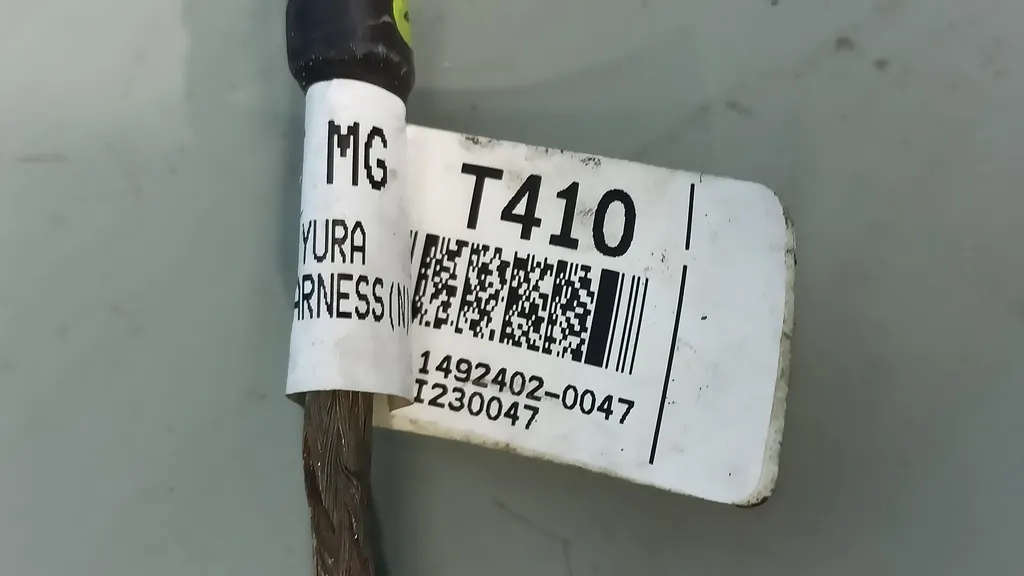 MG
YURA
ARNESS(N)
T410
1492402-0047
I230047